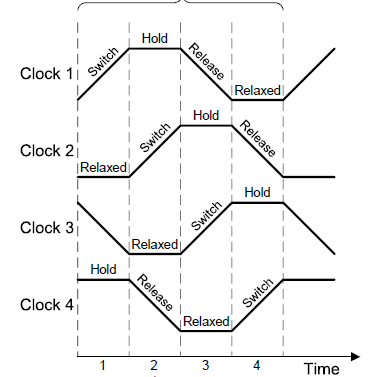 Clock 1
Switch
Hold
Release
Relaxed
Clock 2
Relaxed
Switch
Hold
Release
Clock 3
Relaxed
Switch
Hold
Clock 4
Hold
Release
Relaxed
Switch
1 2 3 4 Time